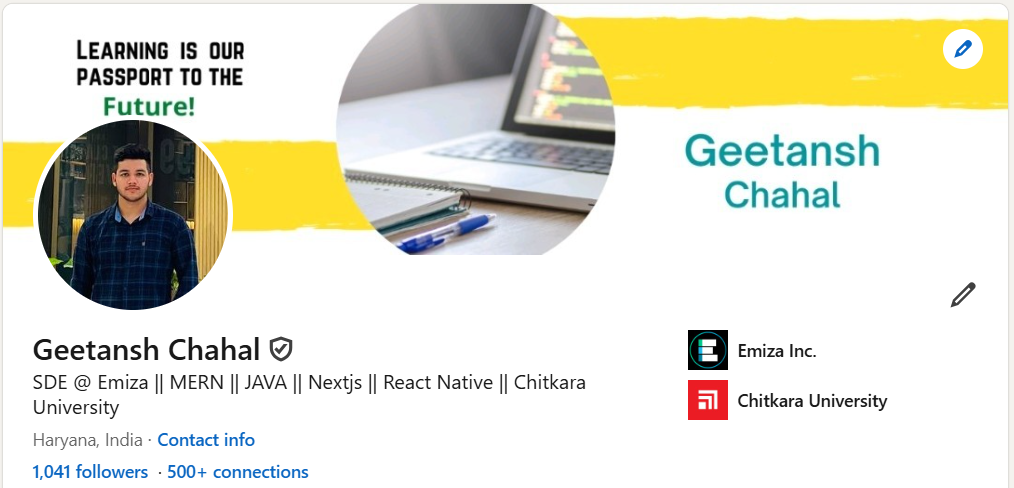 LEARNING IS OUR
PASSPORT TO THE
Future!
Geetansh
Chahal
Geetansh Chahal
SDE @ Emiza || MERN || JAVA || Nextjs || React Native || Chitkara
University
Haryana, India · Contact info
1,041 followers · 500+ connections
Emiza Inc.
Chitkara University